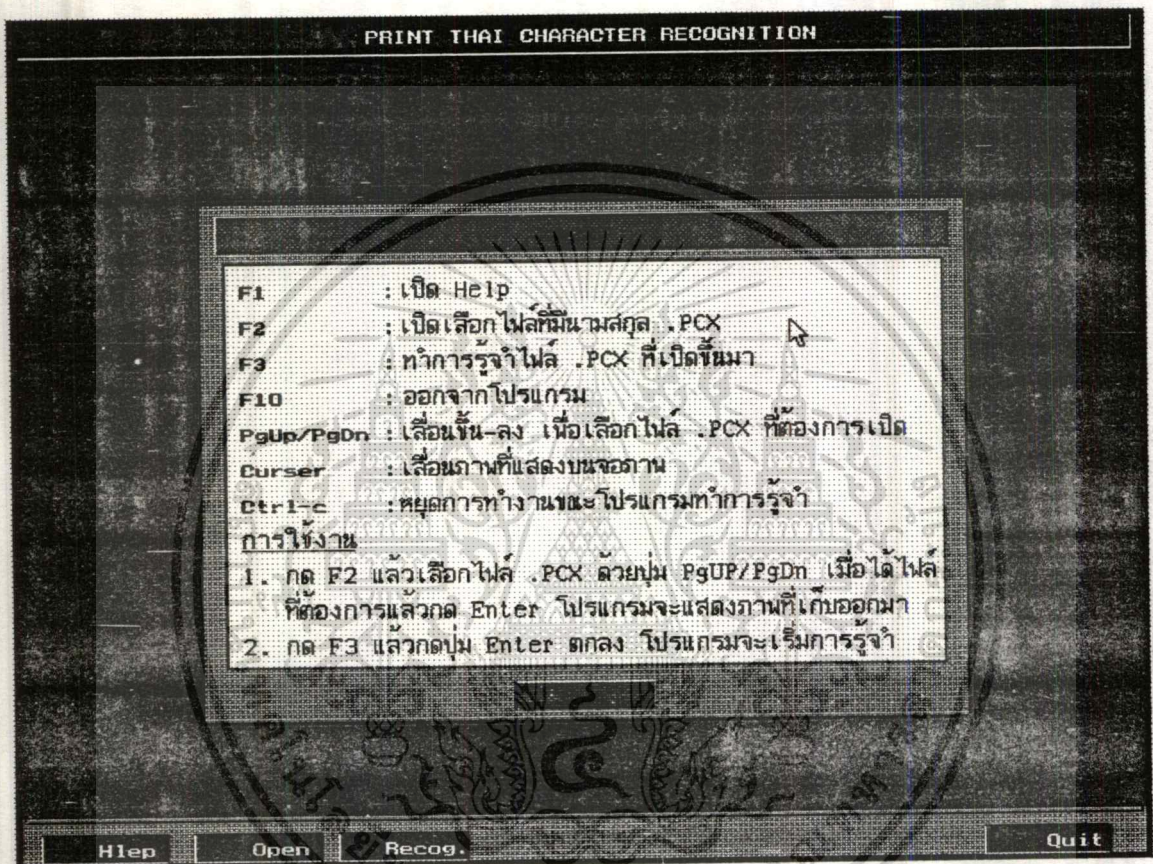 PRINT THAI CHARACTER RECOGNITION
F1 : เปิด Help
F2 : เปิดเลือกไฟล์ที่มีนามสกุล .PCX
F3 : ทำการรู้จำไฟล์ .PCX ที่เปิดขึ้นมา
F10 : ออกจากโปรแกรม
PgUp/PgDn : เลื่อนขึ้น-ลง เพื่อเลือกไฟล์ .PCX ที่ต้องการเปิด
Curser : เลื่อนภาพที่แสดงบนจอภาพ
Ctrl-c :หยุดการทำงานขณะโปรแกรมทำการรู้จำ
การใช้งาน
1. กด F2 แล้วเลือกไฟล์ .PCX ด้วยปุ่ม PgUP/PgDn เมื่อได้ไฟล์
ที่ต้องการแล้วกด Enter โปรแกรมจะแสดงภาพที่เก็บออกมา
2. กด F3 แล้วกดปุ่ม Enter ตกลง โปรแกรมจะเริ่มการรู้จำ
Hlep Open Recog. Quit